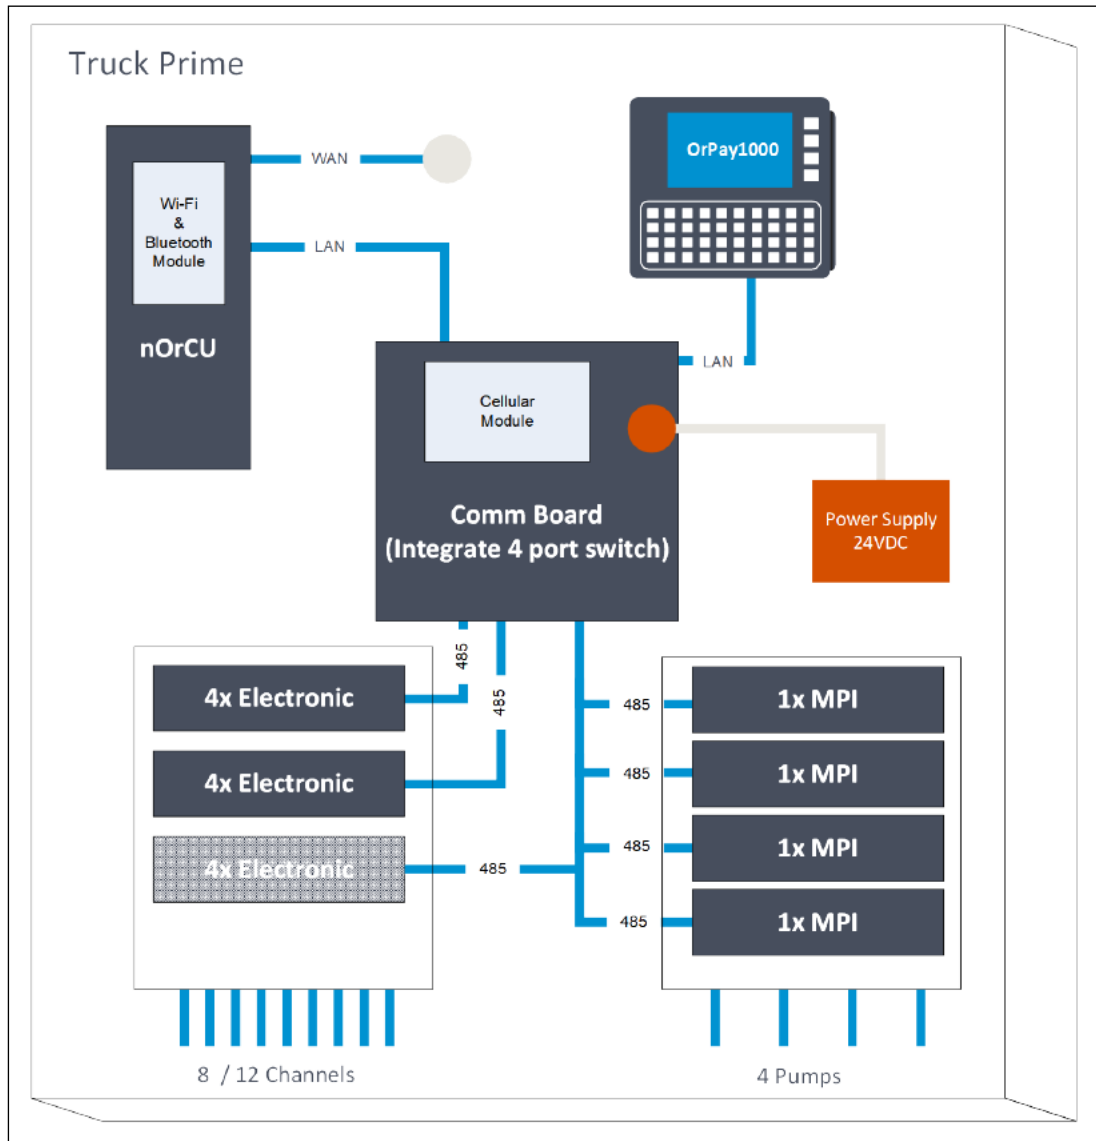 Truck Prime
WAN
OrPay1000
Wi-Fi
&
Bluetooth
Module
LAN
nOrCU
LAN
Cellular
Module
Power Supply
24VDC
Comm Board
(Integrate 4 port switch)
485
485
4x Electronic
485
1x MPI
4x Electronic
485
1x MPI
4x Electronic
485
485
1x MPI
485
1x MPI
8 / 12 Channels
4 Pumps